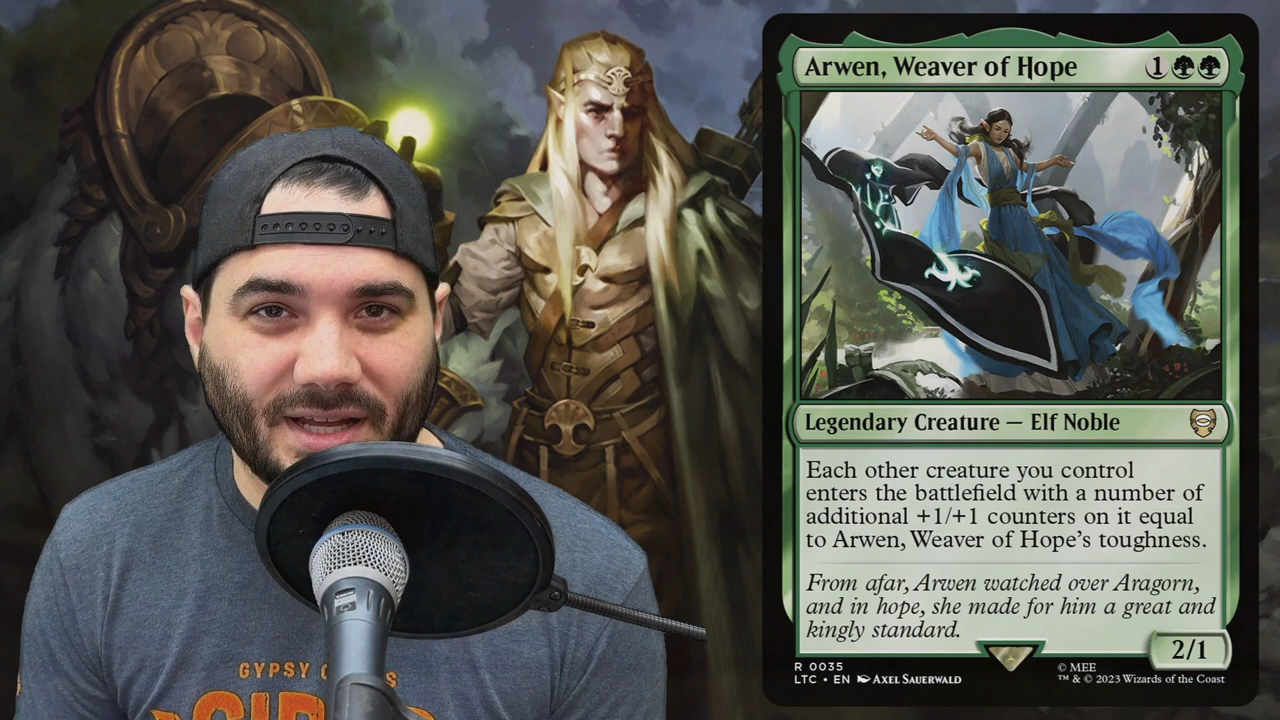 Arwen, Weaver of Hope 1
Legendary Creature — Elf Noble
Each other creature you control
enters the battlefield with a number of
additional +1/+1 counters on it equal
to Arwen, Weaver of Hope's toughness.
From afar, Arwen watched over Aragorn,
and in hope, she made for him a great and
kingly standard.
2/1
R 0035
LTC • EN AXEL SAUERWALD
© MEE
™ & © 2023 Wizards of the Coast
GYPSY